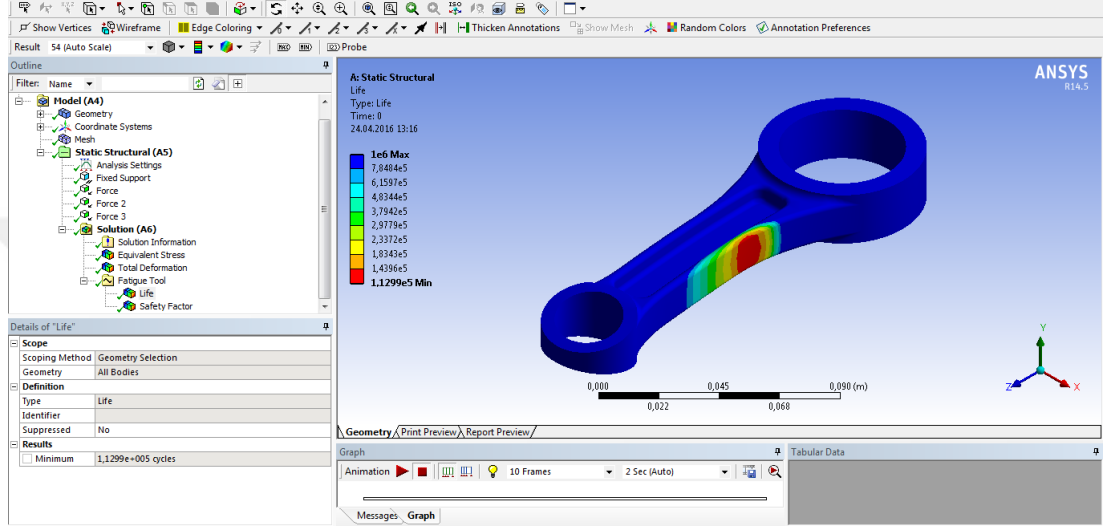 ISO
Show Vertices Wireframe Edge Coloring Thicken Annotations Show Mesh Random Colors Annotation Preferences
Result 54 (Auto Scale) MAX MIN Probe
Outline
Filter: Name
Model (A4)
Geometry
Coordinate Systems
Mesh
Static Structural (A5)
Analysis Settings
Fixed Support
Force
Force 2
Force 3
Solution (A6)
Solution Information
Equivalent Stress
Total Deformation
Fatigue Tool
Life
Safety Factor
Details of "Life"
Scope
Scoping Method Geometry Selection
Geometry All Bodies
Definition
Type Life
Identifier
Suppressed No
Results
Minimum 1,1299e+005 cycles
A: Static Structural
Life
Type: Life
Time: 0
24.04.2016 13:16
1e6 Max
7,8484e5
6,1597e5
4,8344e5
3,7942e5
2,9779e5
2,3372e5
1,8343e5
1,4396e5
1,1299e5 Min
ANSYS
R14.5
0,000 0,045 0,090 (m)
0,022 0,068
Y
Z X
Geometry Print Preview Report Preview
Graph
Animation 10 Frames 2 Sec (Auto)
Messages Graph
Tabular Data